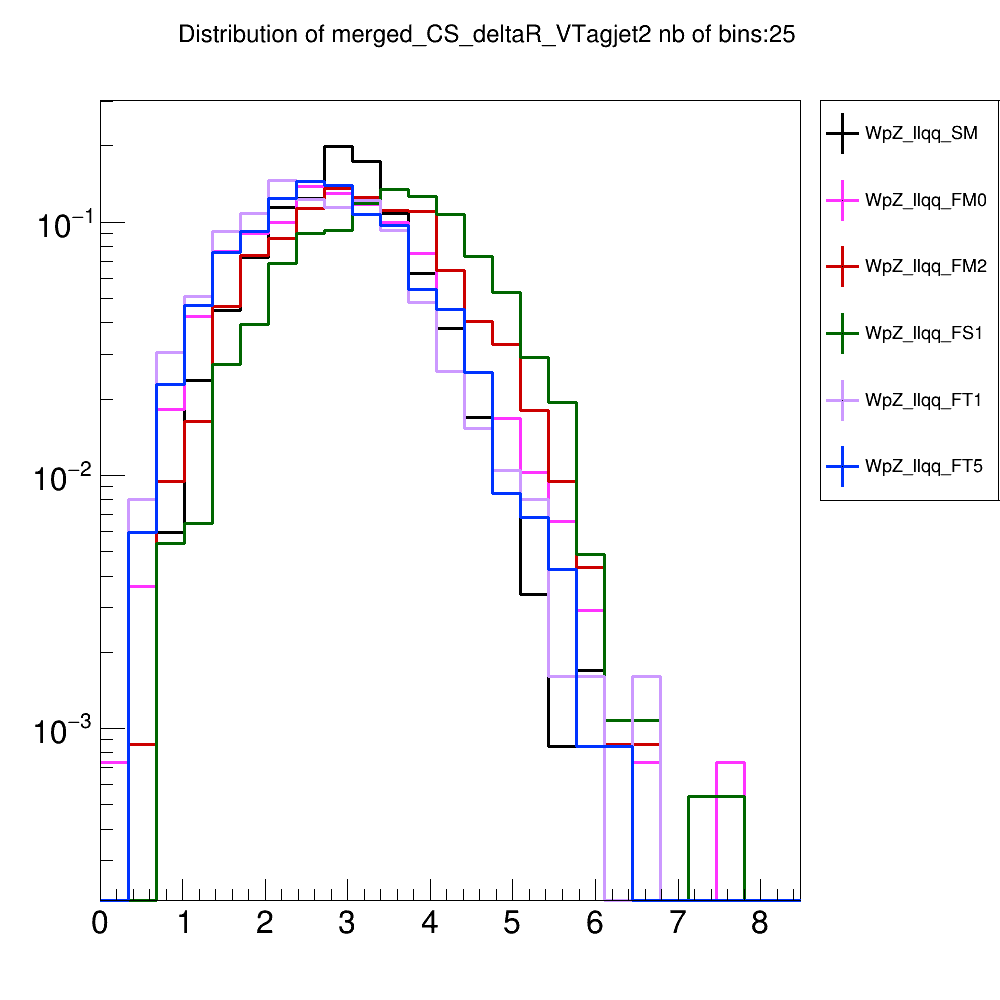 Distribution of merged_CS_deltaR_VTagjet2 nb of bins:25
WpZ_llqq_SM
WpZ_llqq_FM0
WpZ_llqq_FM2
WpZ_llqq_FS1
WpZ_llqq_FT1
WpZ_llqq_FT5
10⁻¹
10⁻²
10⁻³
0 1 2 3 4 5 6 7 8